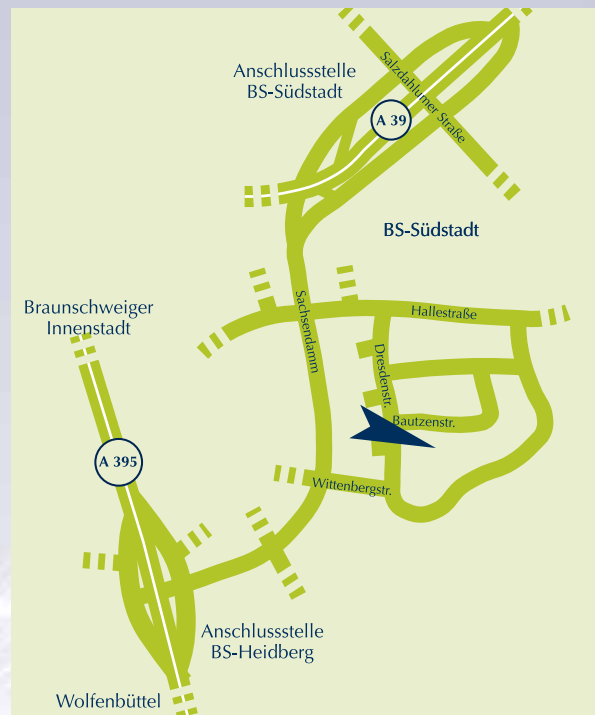 Anschlussstelle
BS-Südstadt
Salzdahlumer Straße
A 39
BS-Südstadt
Sachsendamm
Braunschweiger
Innenstadt
Hallestraße
Dresdenstr.
Bautzenstr.
A 395
Wittenbergstr.
Anschlussstelle
BS-Heidberg
Wolfenbüttel